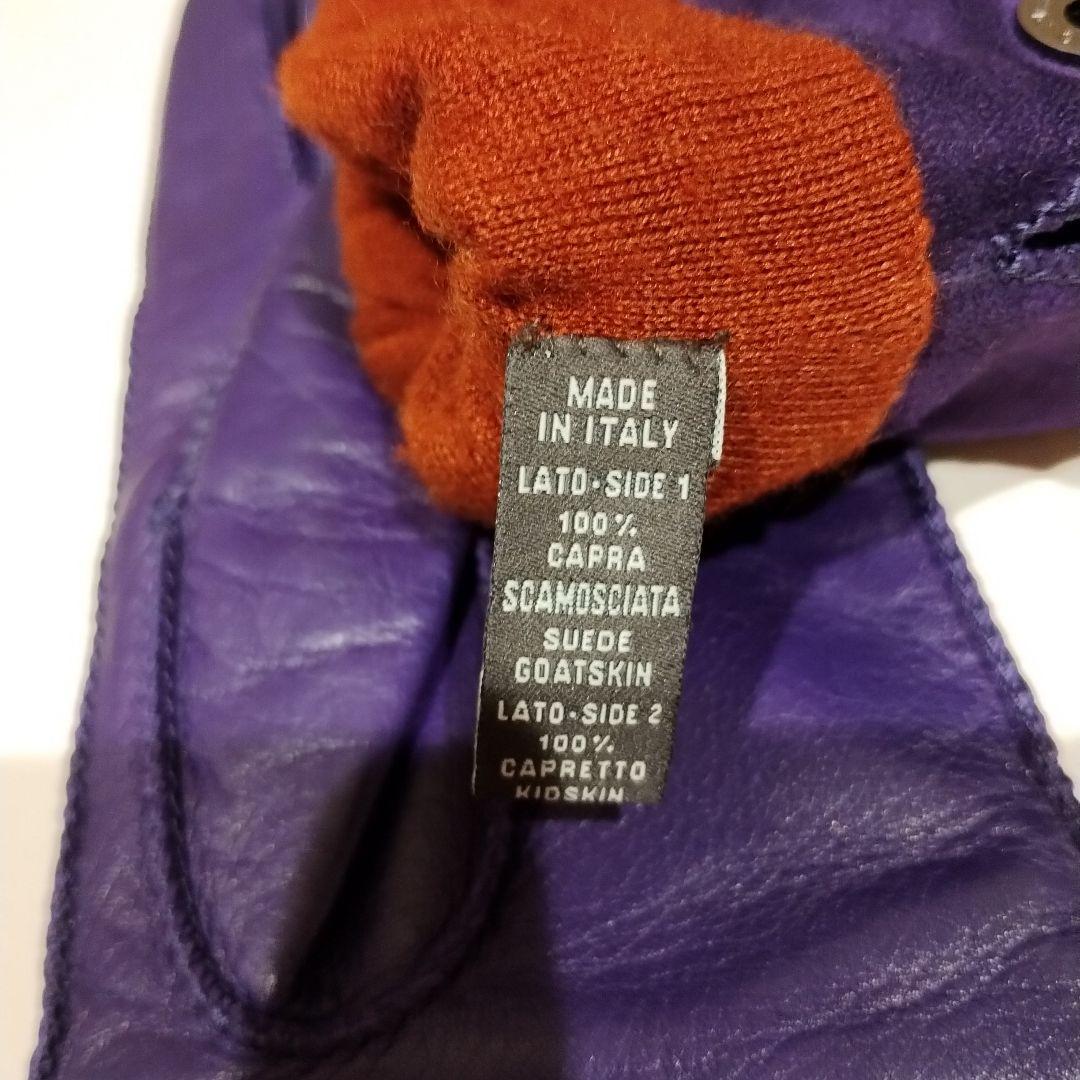 MADE
IN ITALY
LATO·SIDE 1
100%
CAPRA
SCAMOSCIATA
SUEDE
GOATSKIN
LATO·SIDE 2
100%
CAPRETTO
KIDSKIN